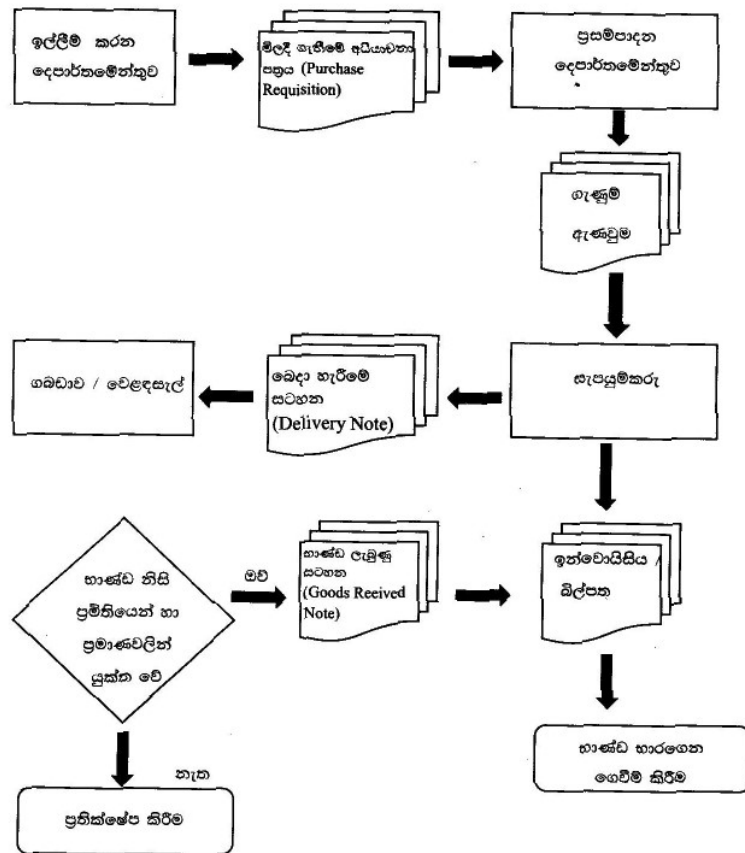 ඉල්ලීම් කරන
දෙපාර්තමේන්තුව
මිලදී ගැනීමේ අධියාචනා
පත්‍රය (Purchase
Requisition)
ප්‍රසම්පාදන
දෙපාර්තමේන්තුව
ගැණුම්
ඇණවුම
ගබඩාව / වෙළඳසැල්
බෙදා හැරීමේ
සටහන
(Delivery Note)
සැපයුම්කරු
භාණ්ඩ නිසි
ප්‍රමිතියෙන් හා
ප්‍රමාණවලින්
යුක්ත වේ
ඔව්
භාණ්ඩ ලැබුණු
සටහන
(Goods Reeived
Note)
ඉන්වොයිසිය /
බිල්පත
නැත
ප්‍රතික්ෂේප කිරීම
භාණ්ඩ භාරගෙන
ගෙවීම් කිරීම